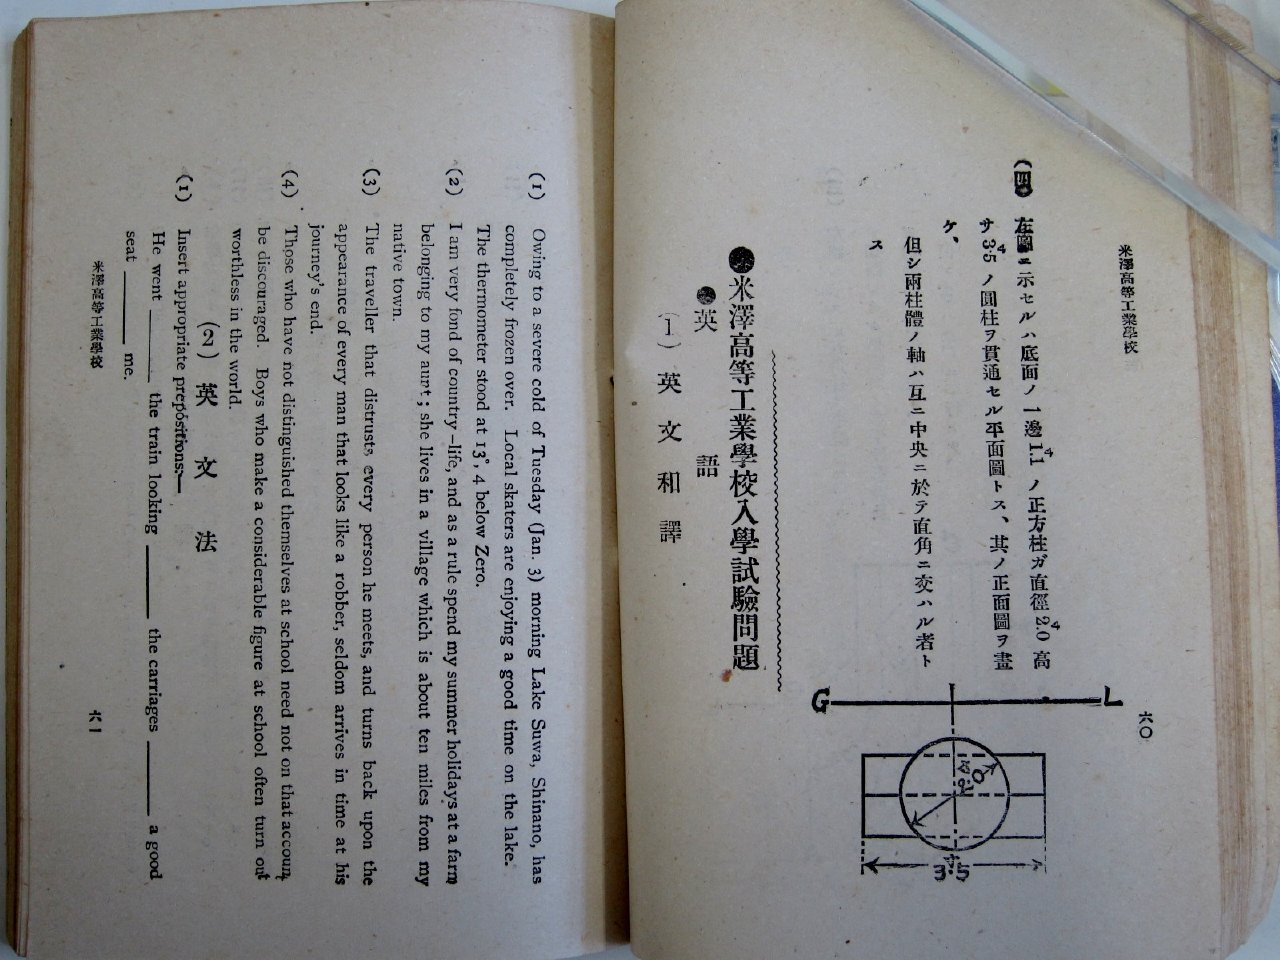 米澤高等工業學校
六〇
(四) 左圖ニ示セルハ底面ノ一邊1.1寸ノ正方柱ガ直徑2.0寸高
サ3.5寸ノ圓柱ヲ貫通セル平面圖トス、其ノ正面圖ヲ畫
ケ、
但シ兩柱體ノ軸ハ互ニ中央ニ於テ直角ニ交ハル者ト
ス
G L
3.5
米澤高等工業學校入學試驗問題
英語
(1) 英文和譯
(1) Owing to a severe cold of Tuesday (Jan. 3) morning Lake Suwa, Shinano, has
completely frozen over. Local skaters are enjoying a good time on the lake.
The thermometer stood at 13°, 4 below Zero.
(2) I am very fond of country-life, and as a rule spend my summer holidays at a farm
belonging to my aunt; she lives in a village which is about ten miles from my
native town.
(3) The traveller that distrusts every person he meets, and turns back upon the
appearance of every man that looks like a robber, seldom arrives in time at his
journey's end.
(4) Those who have not distinguished themselves at school need not on that account
be discouraged. Boys who make a considerable figure at school often turn out
worthless in the world.
(2) 英文法
(1) Insert appropriate prepositions:—
He went ______ the train looking ______ the carriages ______ a good
seat ______ me.
米澤高等工業學校
六一